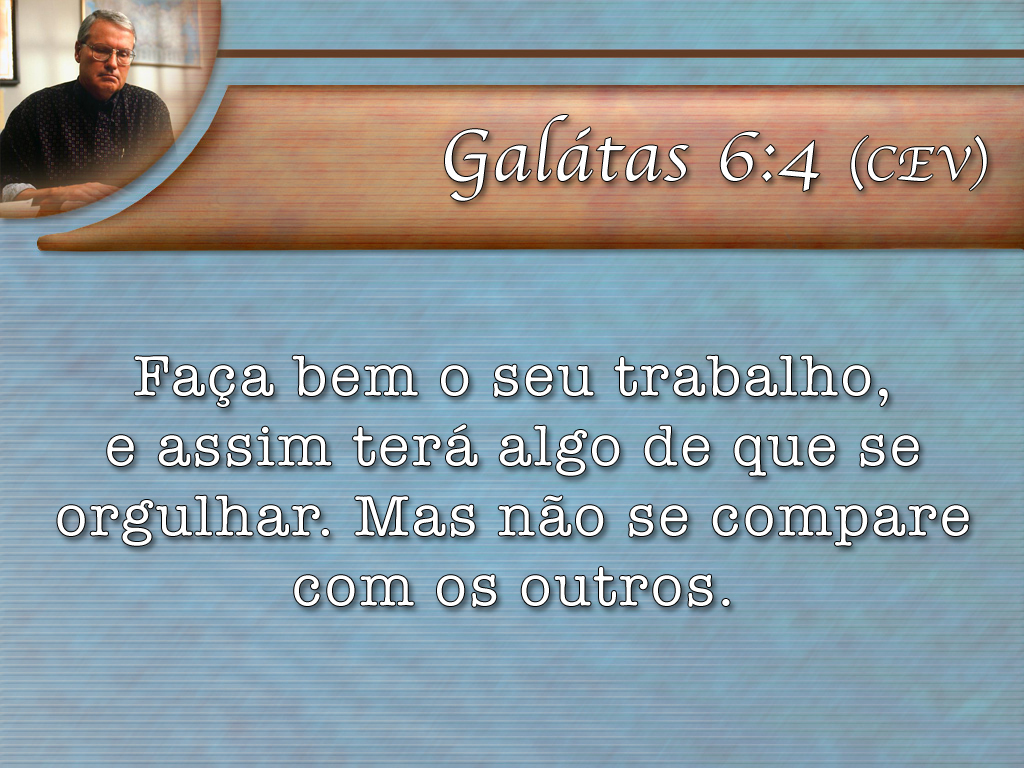 Galátas 6:4 (CEV)
Faça bem o seu trabalho,
e assim terá algo de que se
orgulhar. Mas não se compare
com os outros.